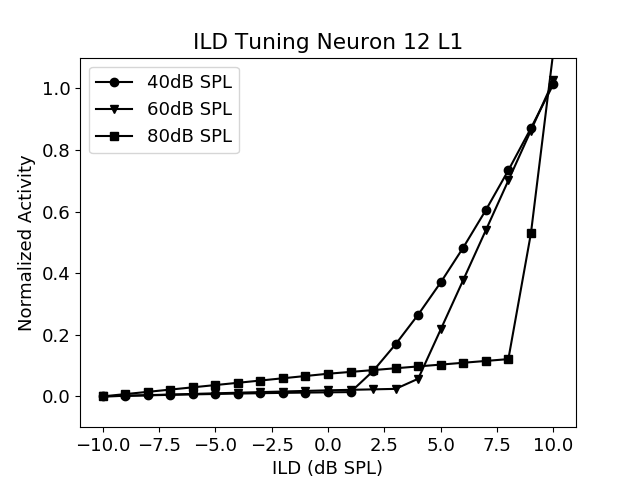 ILD Tuning Neuron 12 L1
40dB SPL
60dB SPL
80dB SPL
Normalized Activity
1.0
0.8
0.6
0.4
0.2
0.0
−10.0 −7.5 −5.0 −2.5 0.0 2.5 5.0 7.5 10.0
ILD (dB SPL)